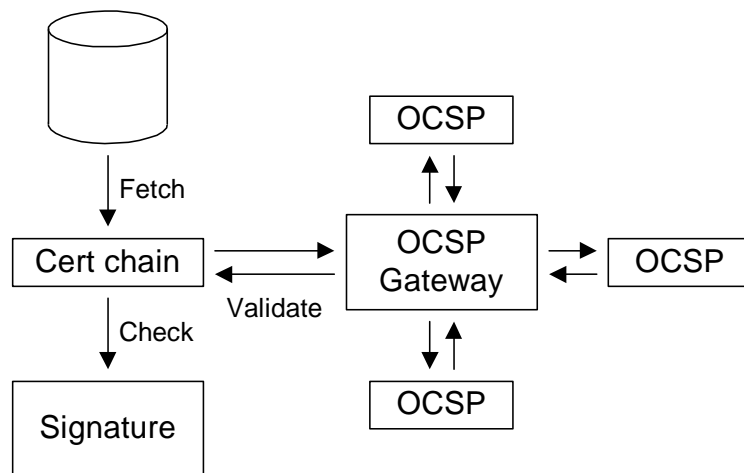 OCSP
Fetch
Cert chain
OCSP
Gateway
OCSP
Validate
Check
OCSP
Signature